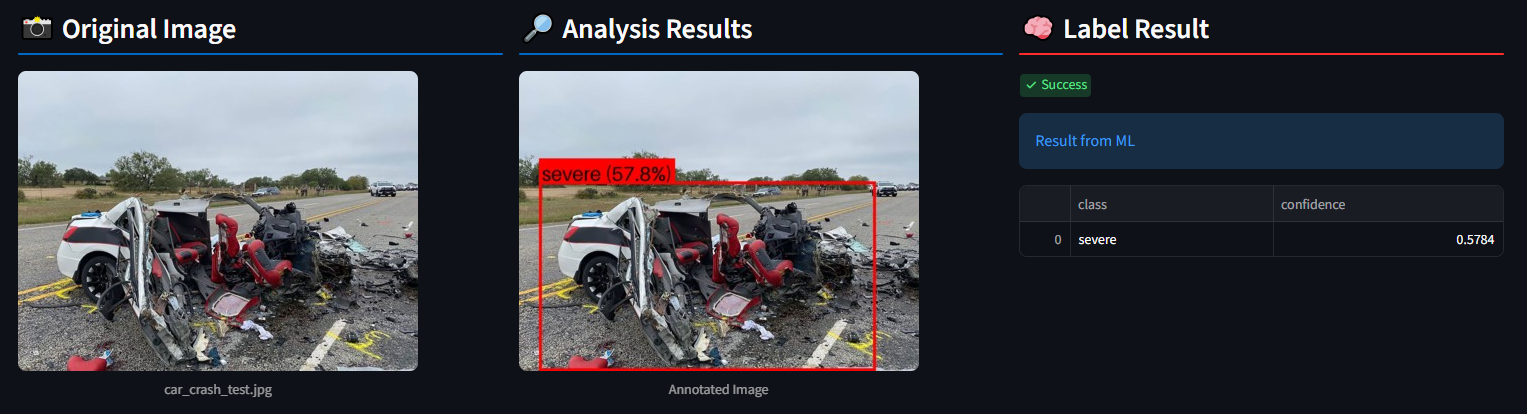 Original Image
Analysis Results
Label Result
severe (57.8%)
Success
Result from ML
class confidence
0 severe 0.5784
car_crash_test.jpg
Annotated Image